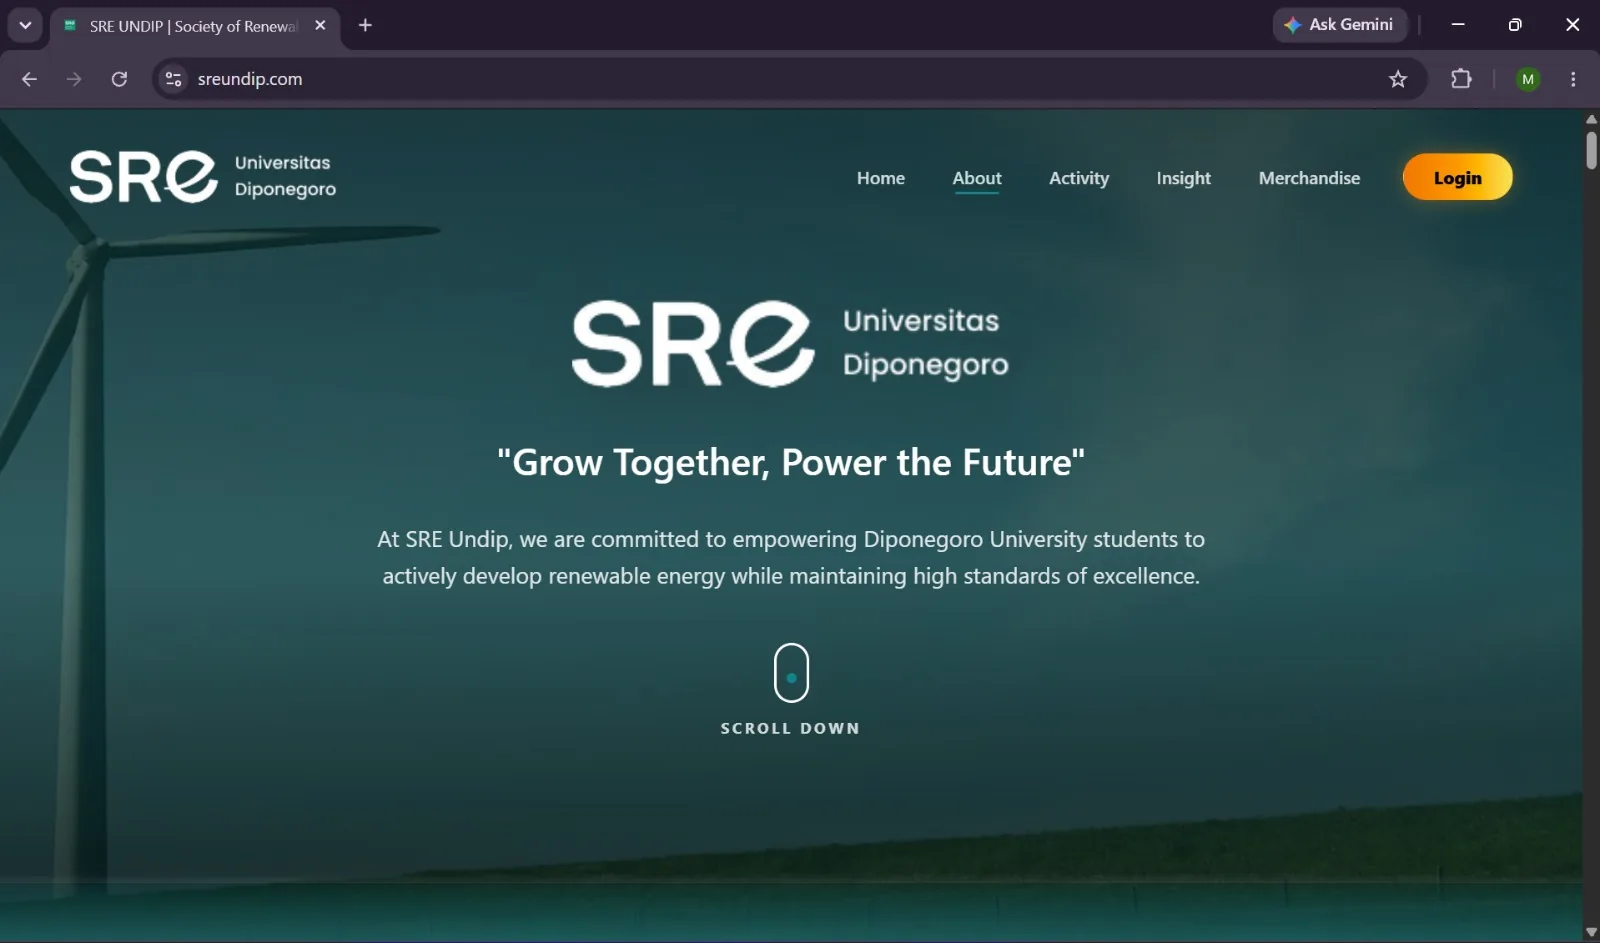 SRE UNDIP | Society of Renewa
Ask Gemini
sreundip.com
M
SRe Universitas
Diponegoro
Home About Activity Insight Merchandise Login
SRe Universitas
Diponegoro
"Grow Together, Power the Future"
At SRE Undip, we are committed to empowering Diponegoro University students to
actively develop renewable energy while maintaining high standards of excellence.
SCROLL DOWN